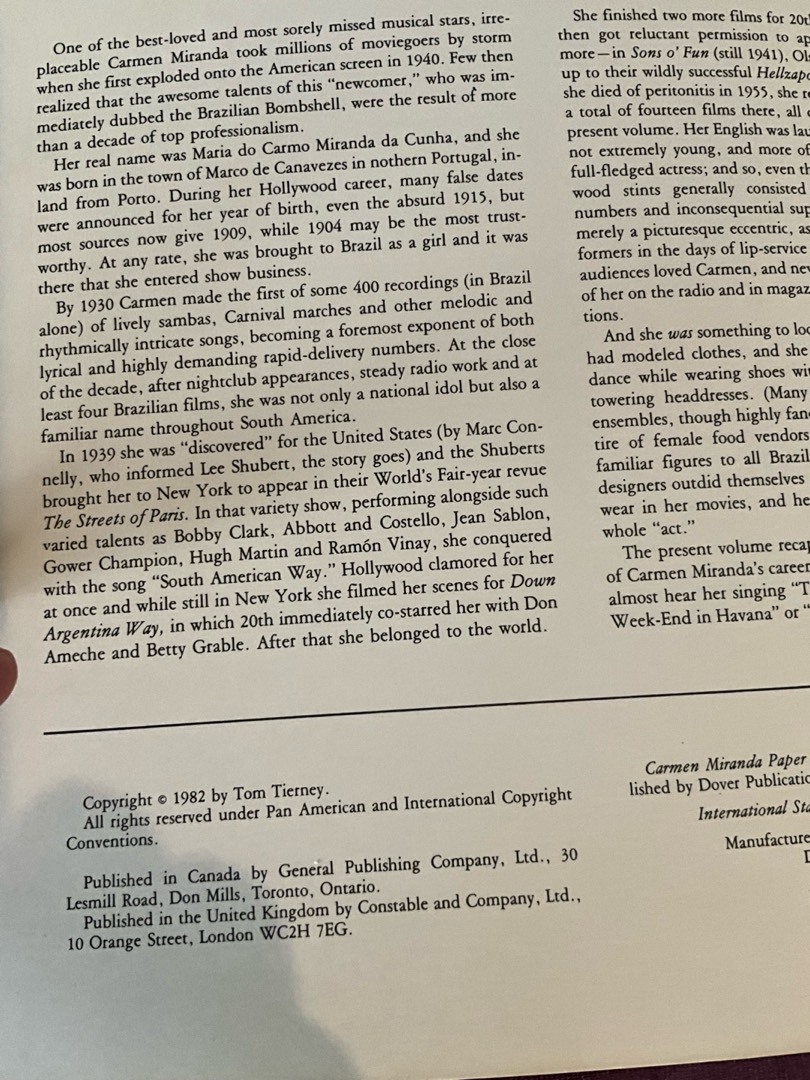 One of the best-loved and most sorely missed musical stars, irre-
placeable Carmen Miranda took millions of moviegoers by storm
when she first exploded onto the American screen in 1940. Few then
realized that the awesome talents of this “newcomer,” who was im-
mediately dubbed the Brazilian Bombshell, were the result of more
than a decade of top professionalism.
Her real name was Maria do Carmo Miranda da Cunha, and she
was born in the town of Marco de Canavezes in nothern Portugal, in-
land from Porto. During her Hollywood career, many false dates
were announced for her year of birth, even the absurd 1915, but
most sources now give 1909, while 1904 may be the most trust-
worthy. At any rate, she was brought to Brazil as a girl and it was
there that she entered show business.
By 1930 Carmen made the first of some 400 recordings (in Brazil
alone) of lively sambas, Carnival marches and other melodic and
rhythmically intricate songs, becoming a foremost exponent of both
lyrical and highly demanding rapid-delivery numbers. At the close
of the decade, after nightclub appearances, steady radio work and at
least four Brazilian films, she was not only a national idol but also a
familiar name throughout South America.
In 1939 she was “discovered” for the United States (by Marc Con-
nelly, who informed Lee Shubert, the story goes) and the Shuberts
brought her to New York to appear in their World's Fair-year revue
The Streets of Paris. In that variety show, performing alongside such
varied talents as Bobby Clark, Abbott and Costello, Jean Sablon,
Gower Champion, Hugh Martin and Ramón Vinay, she conquered
with the song “South American Way.” Hollywood clamored for her
at once and while still in New York she filmed her scenes for Down
Argentina Way, in which 20th immediately co-starred her with Don
Ameche and Betty Grable. After that she belonged to the world.
She finished two more films for 20t
then got reluctant permission to ap
more—in Sons o' Fun (still 1941), Ol
up to their wildly successful Hellzap
she died of peritonitis in 1955, she r
a total of fourteen films there, all
present volume. Her English was lau
not extremely young, and more of
full-fledged actress; and so, even th
wood stints generally consisted
numbers and inconsequential sup
merely a picturesque eccentric, as
formers in the days of lip-service
audiences loved Carmen, and nev
of her on the radio and in magaz
tions.
And she was something to loo
had modeled clothes, and she
dance while wearing shoes wi
towering headdresses. (Many
ensembles, though highly fan
tire of female food vendors
familiar figures to all Brazil
designers outdid themselves
wear in her movies, and he
whole “act.”
The present volume recap
of Carmen Miranda's career
almost hear her singing “T
Week-End in Havana” or “
Copyright © 1982 by Tom Tierney.
All rights reserved under Pan American and International Copyright
Conventions.
Published in Canada by General Publishing Company, Ltd., 30
Lesmill Road, Don Mills, Toronto, Ontario.
Published in the United Kingdom by Constable and Company, Ltd.,
10 Orange Street, London WC2H 7EG.
Carmen Miranda Paper
lished by Dover Publicatio
International Sta
Manufacture